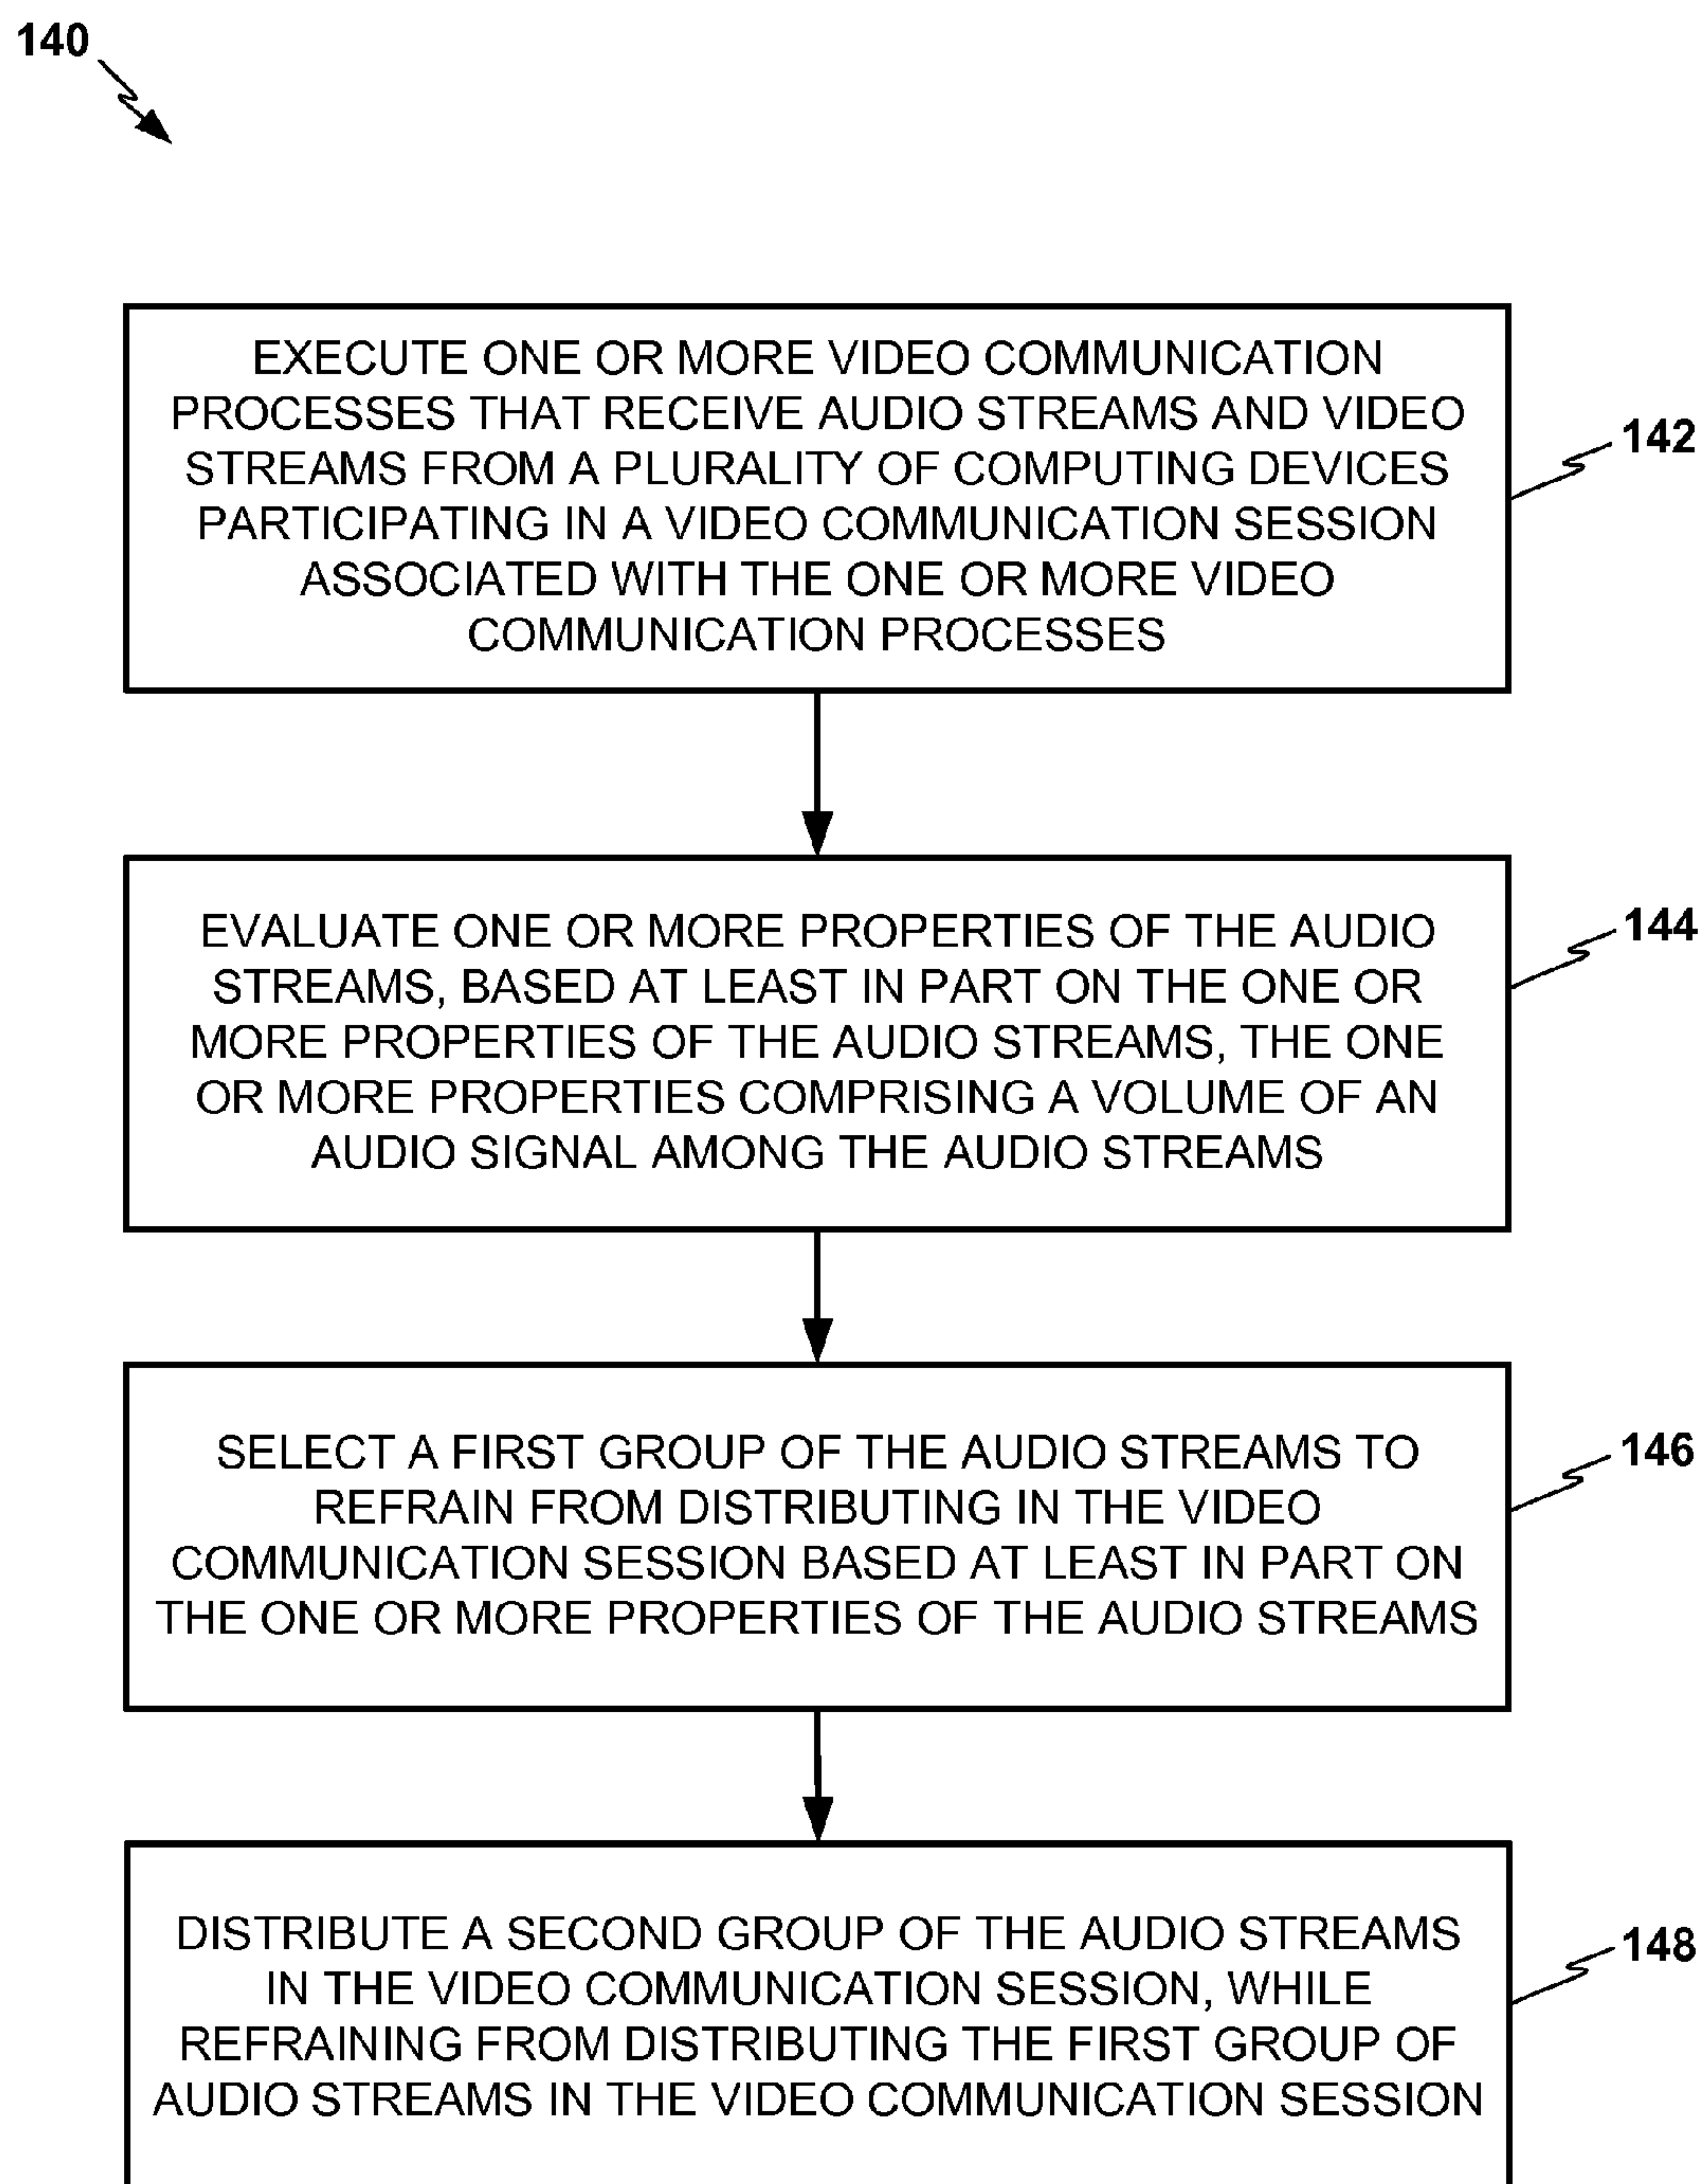 140
EXECUTE ONE OR MORE VIDEO COMMUNICATION
PROCESSES THAT RECEIVE AUDIO STREAMS AND VIDEO
STREAMS FROM A PLURALITY OF COMPUTING DEVICES
PARTICIPATING IN A VIDEO COMMUNICATION SESSION
ASSOCIATED WITH THE ONE OR MORE VIDEO
COMMUNICATION PROCESSES
142
EVALUATE ONE OR MORE PROPERTIES OF THE AUDIO
STREAMS, BASED AT LEAST IN PART ON THE ONE OR
MORE PROPERTIES OF THE AUDIO STREAMS, THE ONE
OR MORE PROPERTIES COMPRISING A VOLUME OF AN
AUDIO SIGNAL AMONG THE AUDIO STREAMS
144
SELECT A FIRST GROUP OF THE AUDIO STREAMS TO
REFRAIN FROM DISTRIBUTING IN THE VIDEO
COMMUNICATION SESSION BASED AT LEAST IN PART ON
THE ONE OR MORE PROPERTIES OF THE AUDIO STREAMS
146
DISTRIBUTE A SECOND GROUP OF THE AUDIO STREAMS
IN THE VIDEO COMMUNICATION SESSION, WHILE
REFRAINING FROM DISTRIBUTING THE FIRST GROUP OF
AUDIO STREAMS IN THE VIDEO COMMUNICATION SESSION
148